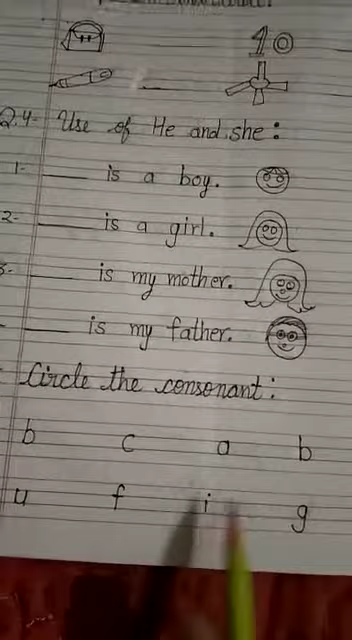 10
Q.4- Use of He and she:
1- ____ is a boy.
2- ____ is a girl.
3- ____ is my mother.
- ____ is my father.
- Circle the consonant:
b c a b
u f i g